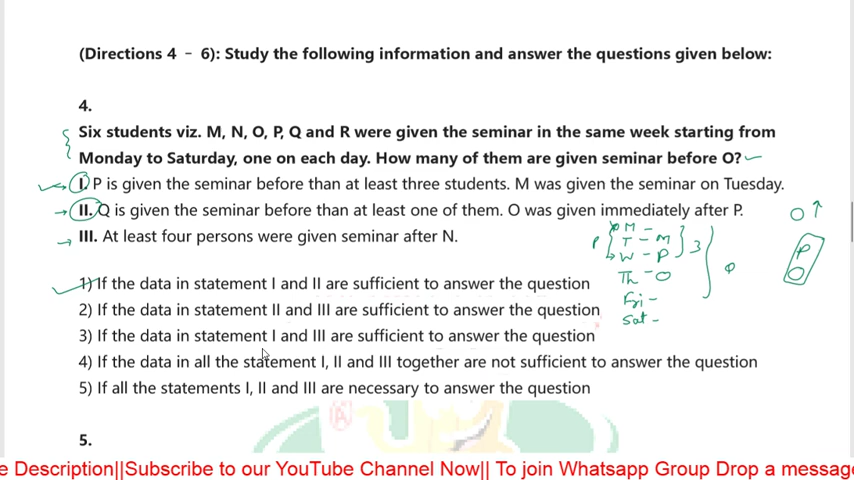 (Directions 4 – 6): Study the following information and answer the questions given below:
4.
Six students viz. M, N, O, P, Q and R were given the seminar in the same week starting from
Monday to Saturday, one on each day. How many of them are given seminar before O?
I. P is given the seminar before than at least three students. M was given the seminar on Tuesday.
II. Q is given the seminar before than at least one of them. O was given immediately after P.
III. At least four persons were given seminar after N.
1) If the data in statement I and II are sufficient to answer the question
2) If the data in statement II and III are sufficient to answer the question
3) If the data in statement I and III are sufficient to answer the question
4) If the data in all the statement I, II and III together are not sufficient to answer the question
5) If all the statements I, II and III are necessary to answer the question
P
M -
T - M
W - P
Th - O
Fri -
Sat -
3
O ↑
P
O
5.
e Description||Subscribe to our YouTube Channel Now|| To join Whatsapp Group Drop a message